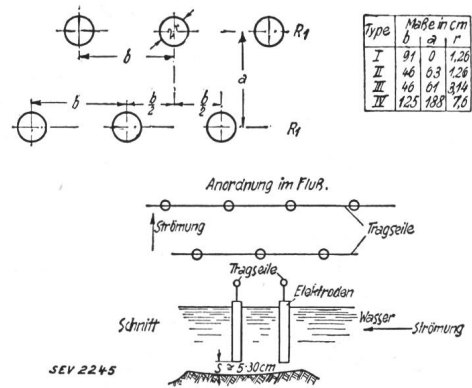 2r
R1
b
a
b
b/2
b/2
R1
Type
Maße in cm
b a r
I 91 0 1,26
II 46 63 1,26
III 46 61 3,14
IV 125 188 7,6
Anordnung im Fluß.
Strömung
Tragseile
Tragseile
Elektroden
Schnitt
Wasser
Strömung
S ≈ 5-30cm
SEV 2245